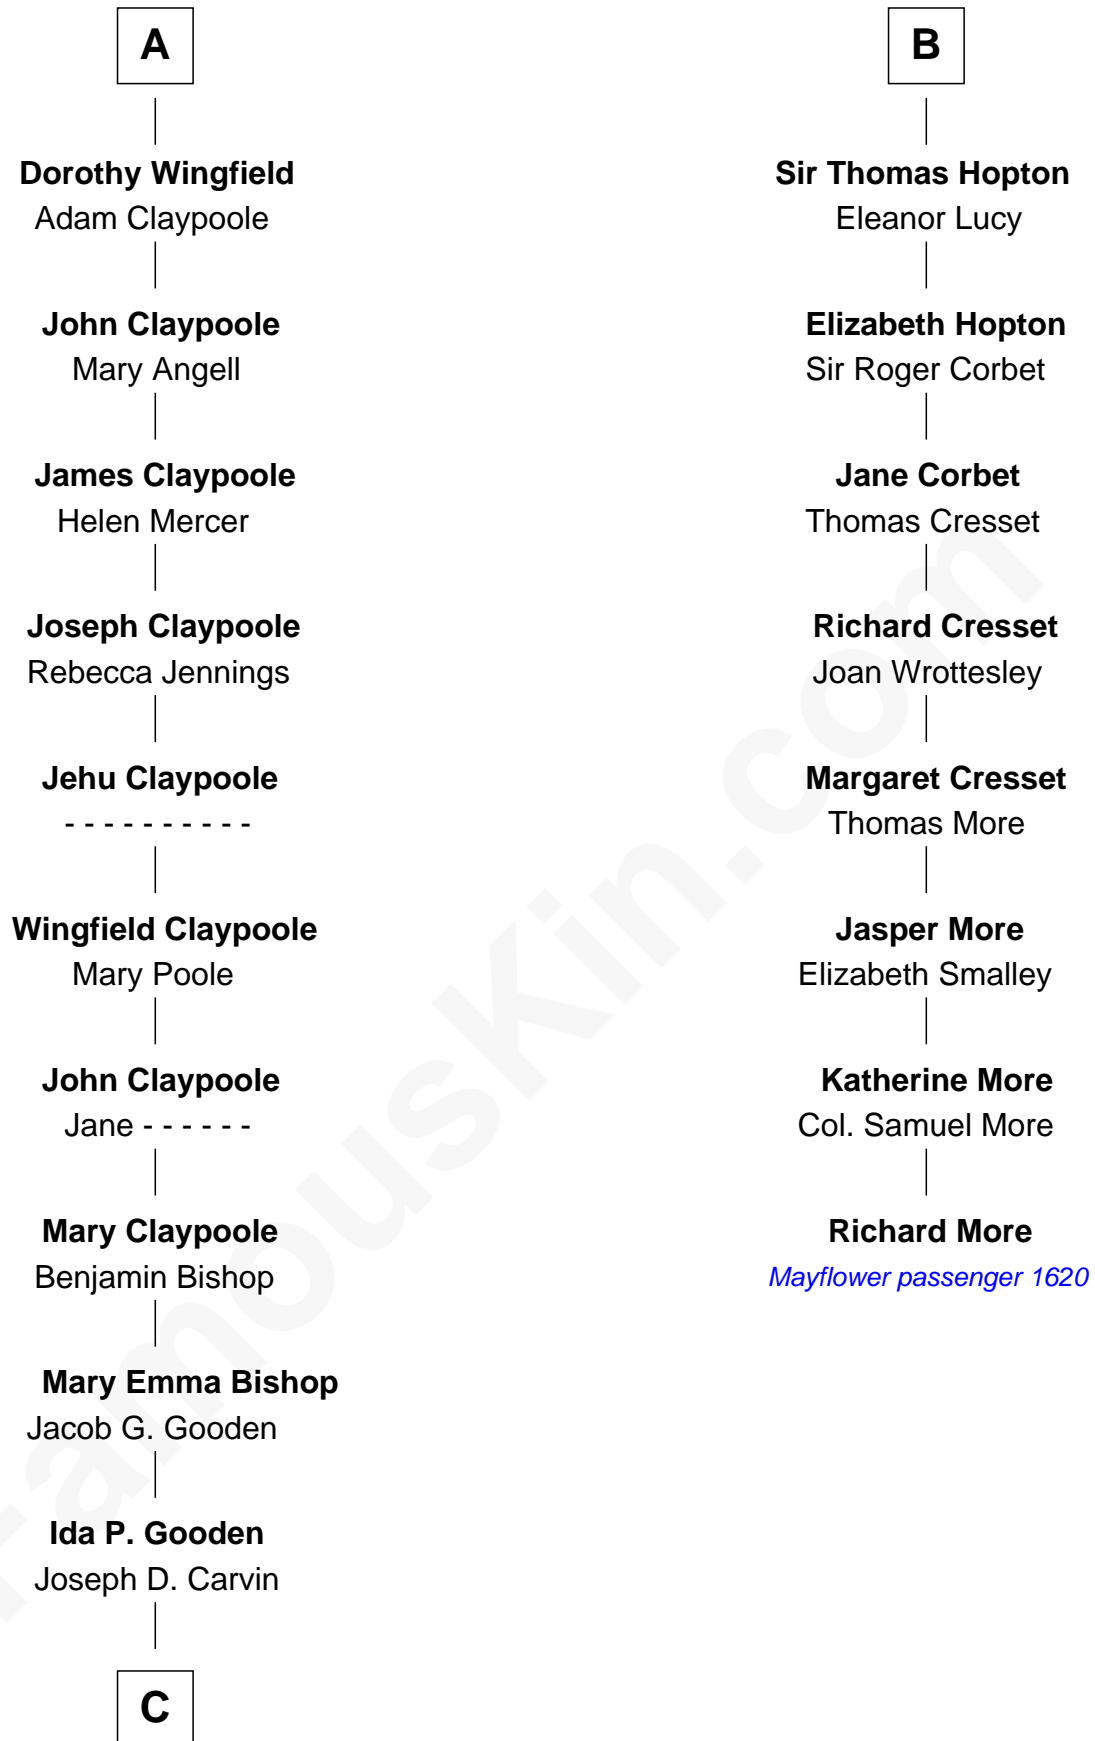 A
Dorothy Wingfield
Adam Claypoole
John Claypoole
Mary Angell
James Claypoole
Helen Mercer
Joseph Claypoole
Rebecca Jennings
Jehu Claypoole
- - - - - - - - - -
Wingfield Claypoole
Mary Poole
John Claypoole
Jane - - - - - -
Mary Claypoole
Benjamin Bishop
Mary Emma Bishop
Jacob G. Gooden
Ida P. Gooden
Joseph D. Carvin
C
B
Sir Thomas Hopton
Eleanor Lucy
Elizabeth Hopton
Sir Roger Corbet
Jane Corbet
Thomas Cresset
Richard Cresset
Joan Wrottesley
Margaret Cresset
Thomas More
Jasper More
Elizabeth Smalley
Katherine More
Col. Samuel More
Richard More
Mayflower passenger 1620
FamousKin.com